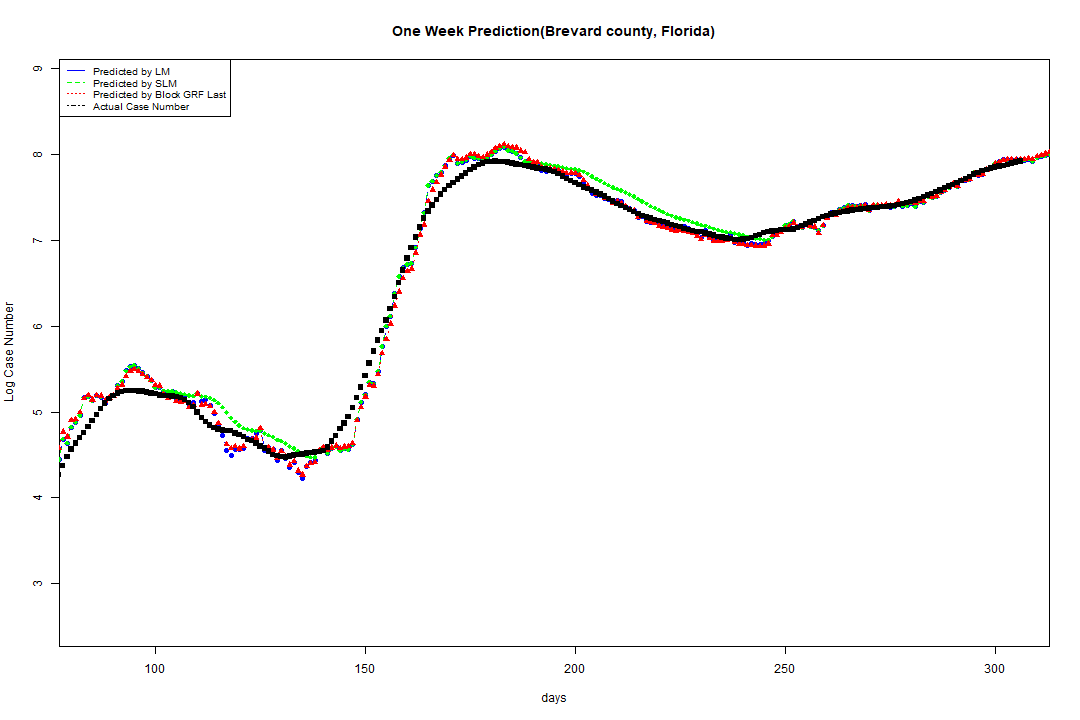 One Week Prediction(Brevard county, Florida)
Predicted by LM
Predicted by SLM
Predicted by Block GRF Last
Actual Case Number
9
8
7
6
5
4
3
Log Case Number
100 150 200 250 300
days